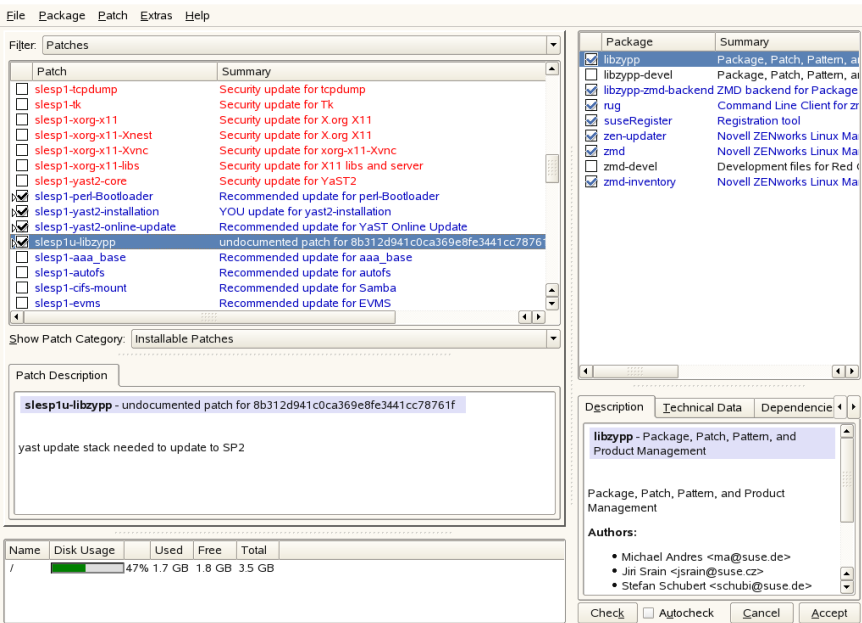 File Package Patch Extras Help
Filter: Patches
Patch Summary
slesp1-tcpdump Security update for tcpdump
slesp1-tk Security update for Tk
slesp1-xorg-x11 Security update for X.org X11
slesp1-xorg-x11-Xnest Security update for X.org X11
slesp1-xorg-x11-Xvnc Security update for xorg-x11-Xvnc
slesp1-xorg-x11-libs Security update for X11 libs and server
slesp1-yast2-core Security update for YaST2
slesp1-perl-Bootloader Recommended update for perl-Bootloader
slesp1-yast2-installation YOU update for yast2-installation
slesp1-yast2-online-update Recommended update for YaST Online Update
slesp1u-libzypp undocumented patch for 8b312d941c0ca369e8fe3441cc78761
slesp1-aaa_base Recommended update for aaa_base
slesp1-autofs Recommended update for autofs
slesp1-cifs-mount Recommended update for Samba
slesp1-evms Recommended update for EVMS
Show Patch Category: Installable Patches
Patch Description
slesp1u-libzypp - undocumented patch for 8b312d941c0ca369e8fe3441cc78761f
yast update stack needed to update to SP2
Name Disk Usage Used Free Total
/ 47% 1.7 GB 1.8 GB 3.5 GB
Package Summary
libzypp Package, Patch, Pattern, a
libzypp-devel Package, Patch, Pattern, a
libzypp-zmd-backend ZMD backend for Package
rug Command Line Client for z
suseRegister Registration tool
zen-updater Novell ZENworks Linux Ma
zmd Novell ZENworks Linux Ma
zmd-devel Development files for Red
zmd-inventory Novell ZENworks Linux Ma
Description Technical Data Dependencie
libzypp - Package, Patch, Pattern, and
Product Management
Package, Patch, Pattern, and Product
Management
Authors:
• Michael Andres <ma@suse.de>
• Jiri Srain <jsrain@suse.cz>
• Stefan Schubert <schubi@suse.de>
Check Autocheck Cancel Accept